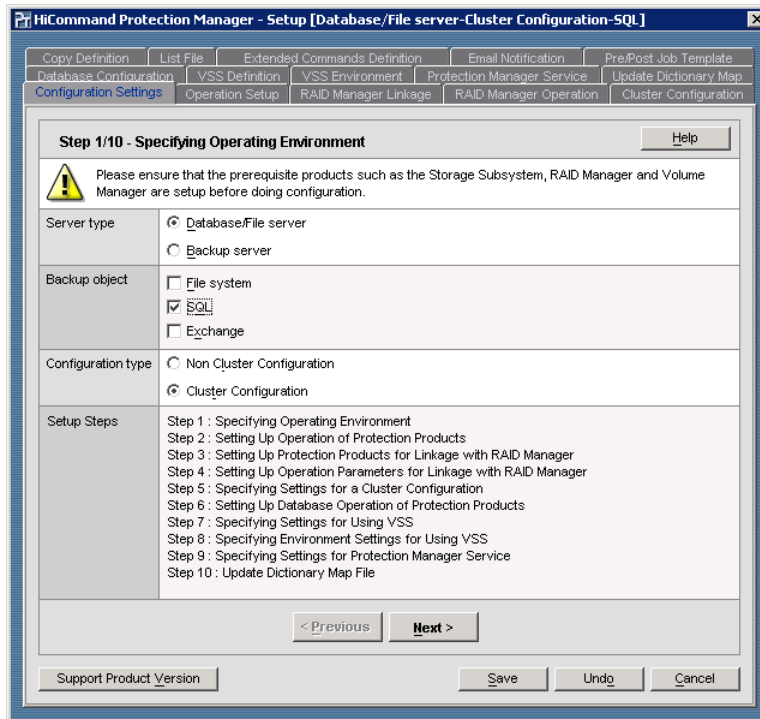 HiCommand Protection Manager - Setup [Database/File server-Cluster Configuration-SQL]
Copy Definition List File Extended Commands Definition Email Notification Pre/Post Job Template
Database Configuration VSS Definition VSS Environment Protection Manager Service Update Dictionary Map
Configuration Settings Operation Setup RAID Manager Linkage RAID Manager Operation Cluster Configuration
Step 1/10 - Specifying Operating Environment Help
Please ensure that the prerequisite products such as the Storage Subsystem, RAID Manager and Volume
Manager are setup before doing configuration.
Server type Database/File server
Backup server
Backup object File system
SQL
Exchange
Configuration type Non Cluster Configuration
Cluster Configuration
Setup Steps Step 1 : Specifying Operating Environment
Step 2 : Setting Up Operation of Protection Products
Step 3 : Setting Up Protection Products for Linkage with RAID Manager
Step 4 : Setting Up Operation Parameters for Linkage with RAID Manager
Step 5 : Specifying Settings for a Cluster Configuration
Step 6 : Setting Up Database Operation of Protection Products
Step 7 : Specifying Settings for Using VSS
Step 8 : Specifying Environment Settings for Using VSS
Step 9 : Specifying Settings for Protection Manager Service
Step 10 : Update Dictionary Map File
< Previous Next >
Support Product Version Save Undo Cancel